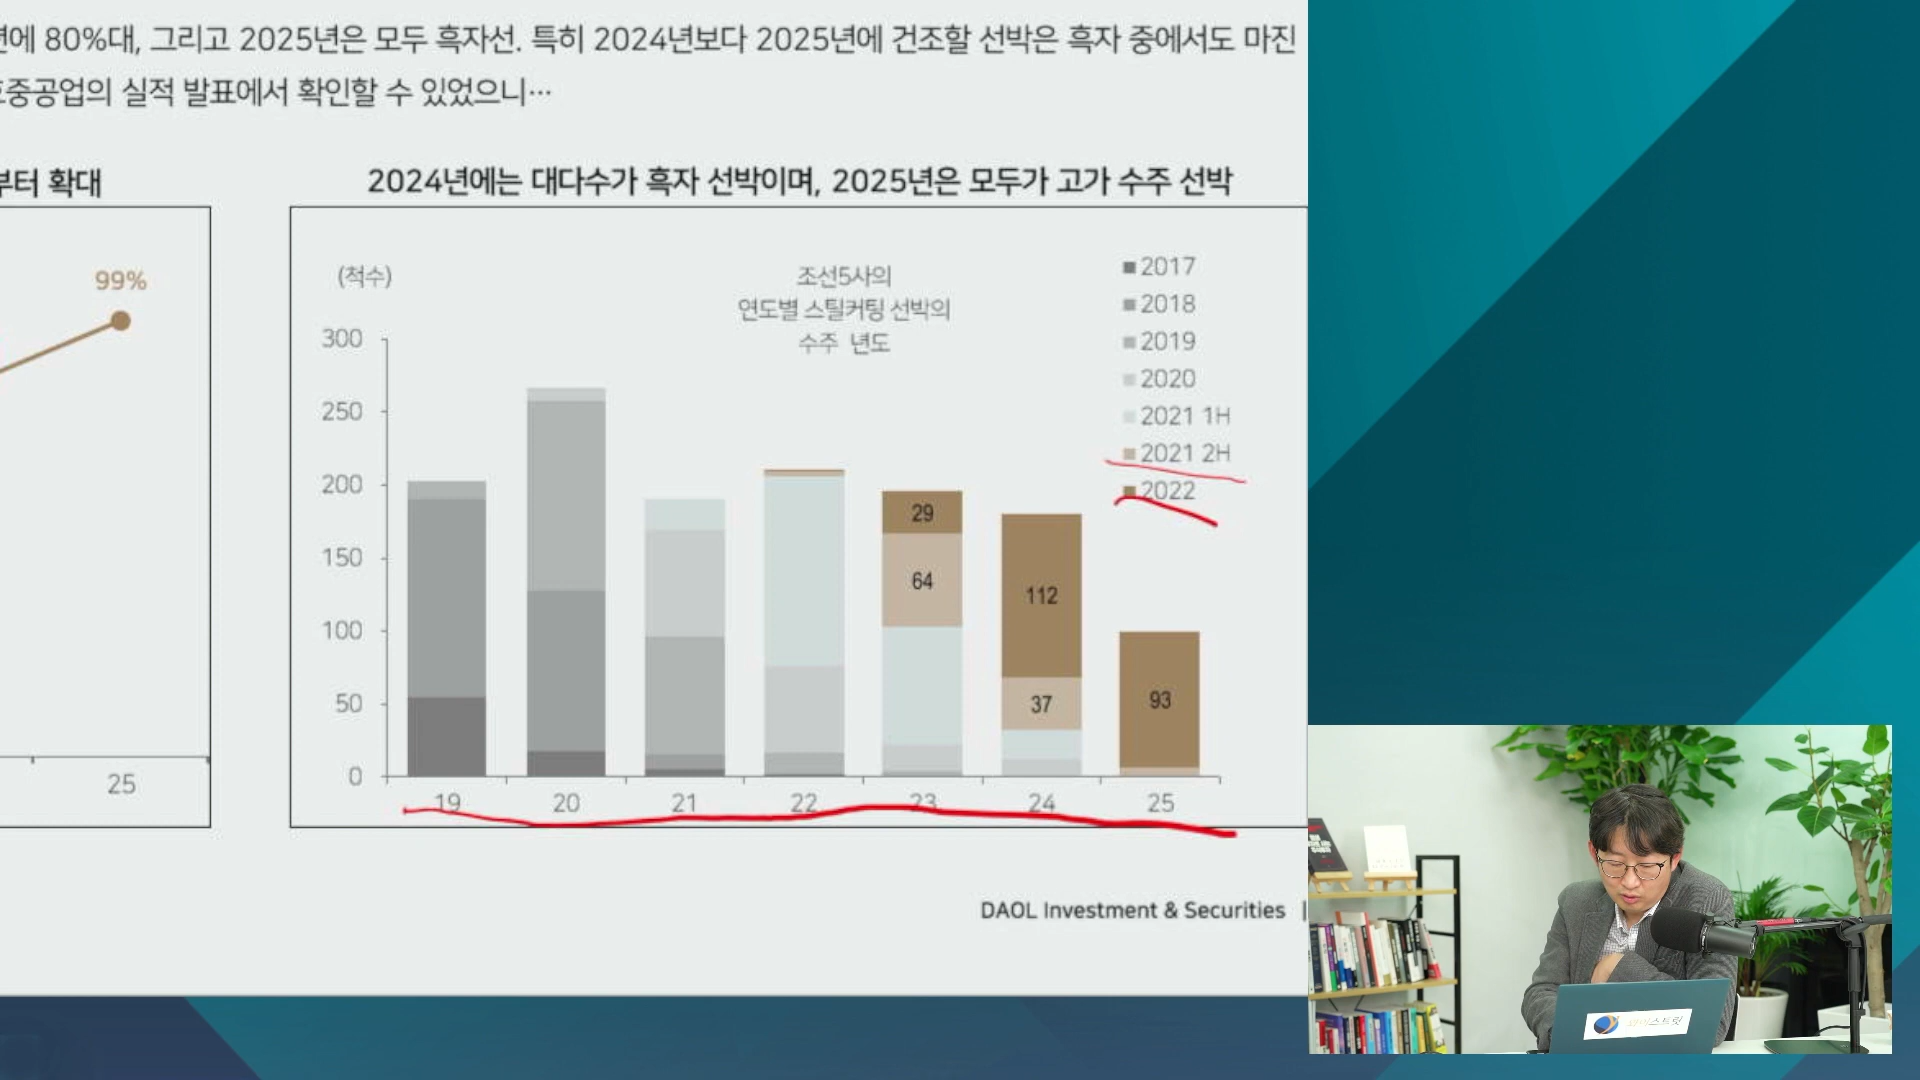 년에 80%대, 그리고 2025년은 모두 흑자선. 특히 2024년보다 2025년에 건조할 선박은 흑자 중에서도 마진
중공업의 실적 발표에서 확인할 수 있었으니…
부터 확대
99%
25
2024년에는 대다수가 흑자 선박이며, 2025년은 모두가 고가 수주 선박
(척수)
조선5사의
연도별 스틸커팅 선박의
수주 년도
2017
2018
2019
2020
2021 1H
2021 2H
2022
300
250
200
150
100
50
0
29
64
112
37
93
19 20 21 22 23 24 25
DAOL Investment & Securities |
와이스트릿